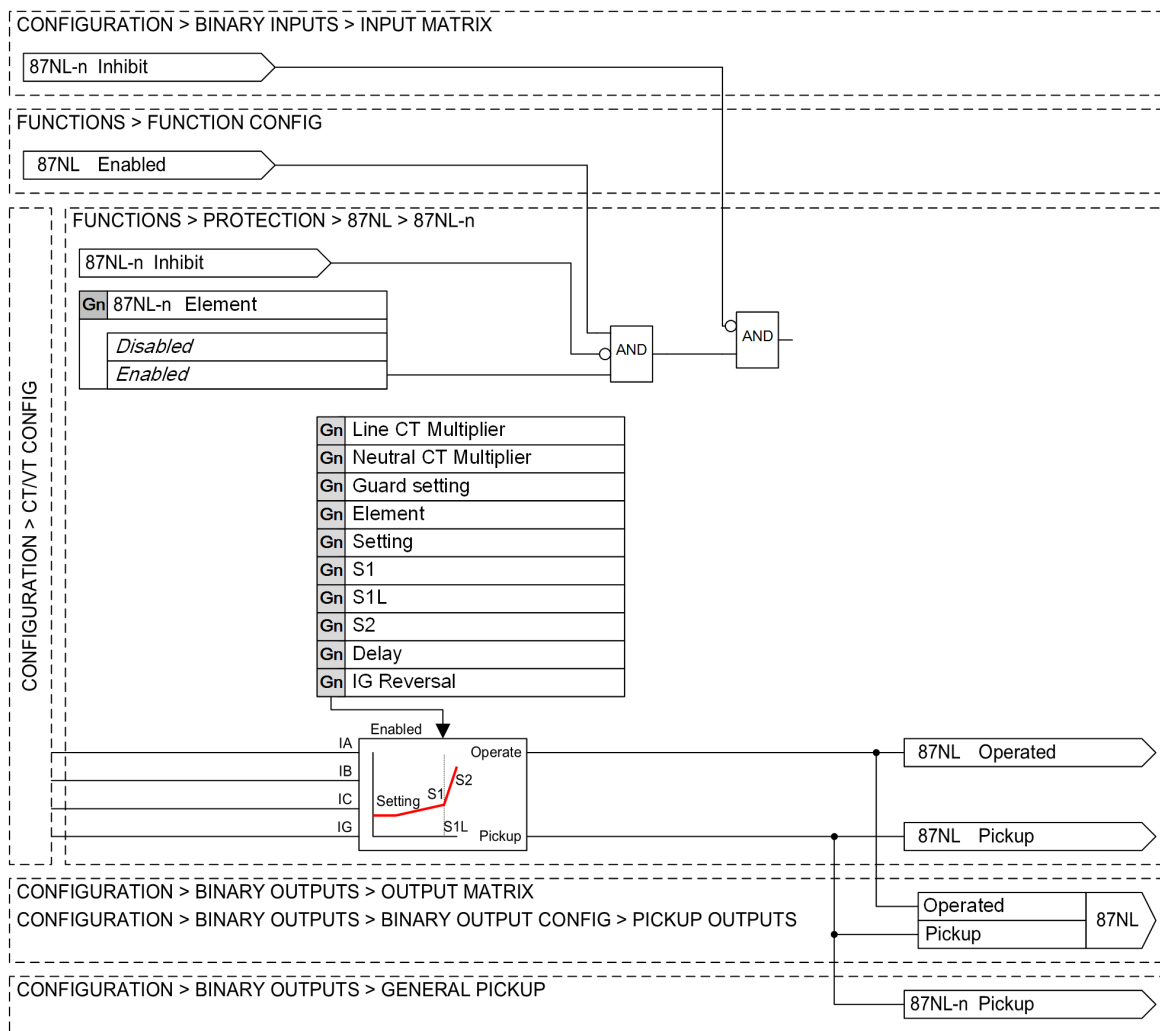 CONFIGURATION > BINARY INPUTS > INPUT MATRIX
87NL-n Inhibit
FUNCTIONS > FUNCTION CONFIG
87NL Enabled
CONFIGURATION > CT/VT CONFIG
FUNCTIONS > PROTECTION > 87NL > 87NL-n
87NL-n Inhibit
Gn 87NL-n Element
Disabled
Enabled
AND
AND
Gn Line CT Multiplier
Gn Neutral CT Multiplier
Gn Guard setting
Gn Element
Gn Setting
Gn S1
Gn S1L
Gn S2
Gn Delay
Gn IG Reversal
Enabled
IA
IB
IC
IG
Operate
Setting
S1
S2
S1L
Pickup
87NL Operated
87NL Pickup
CONFIGURATION > BINARY OUTPUTS > OUTPUT MATRIX
CONFIGURATION > BINARY OUTPUTS > BINARY OUTPUT CONFIG > PICKUP OUTPUTS
Operated
Pickup
87NL
CONFIGURATION > BINARY OUTPUTS > GENERAL PICKUP
87NL-n Pickup